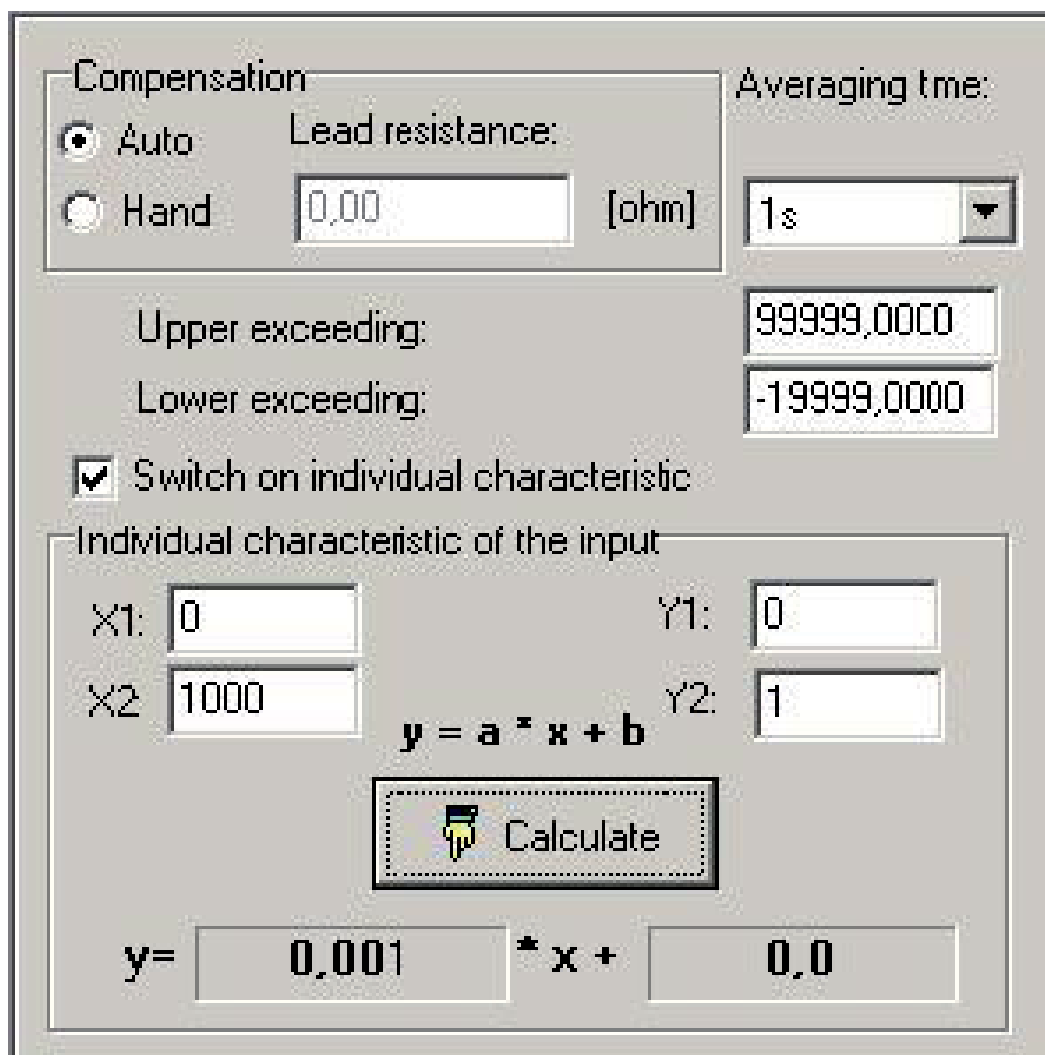 Compensation
Averaging tme:
Auto
Lead resistance:
Hand
0,00
[ohm]
1s
Upper exceeding:
99999,0000
Lower exceeding:
-19999,0000
Switch on individual characteristic
Individual characteristic of the input
X1: 0
Y1: 0
X2: 1000
Y2: 1
y = a * x + b
Calculate
y= 0,001 * x + 0,0